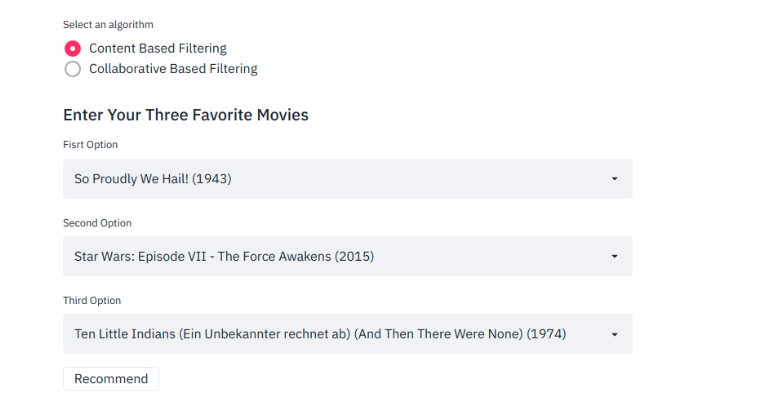 Select an algorithm
Content Based Filtering
Collaborative Based Filtering
Enter Your Three Favorite Movies
Fisrt Option
So Proudly We Hail! (1943)
Second Option
Star Wars: Episode VII - The Force Awakens (2015)
Third Option
Ten Little Indians (Ein Unbekannter rechnet ab) (And Then There Were None) (1974)
Recommend